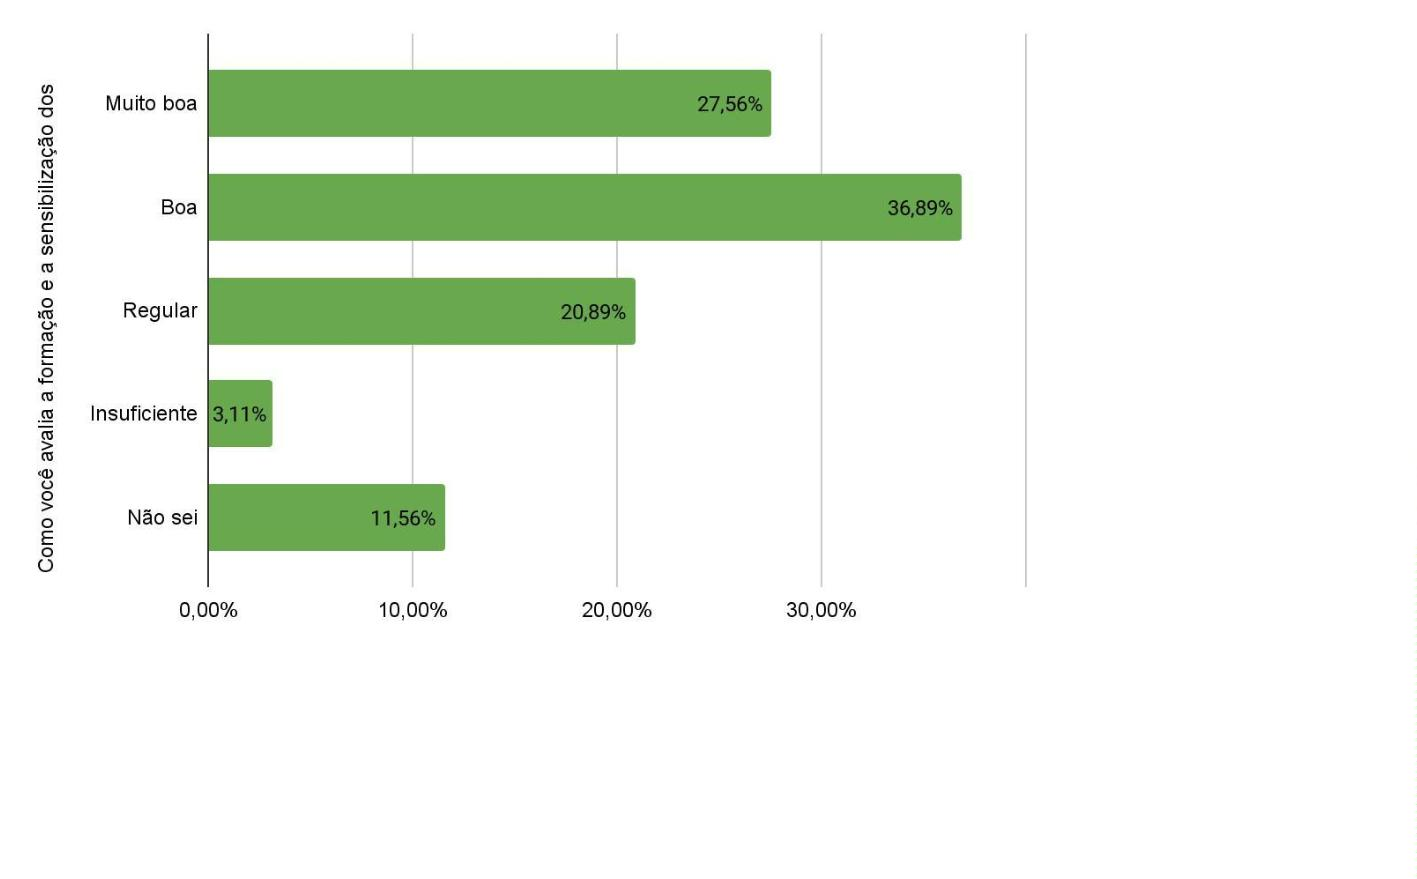 Como você avalia a formação e a sensibilização dos
Muito boa
27,56%
Boa
36,89%
Regular
20,89%
Insuficiente
3,11%
Não sei
11,56%
0,00%
10,00%
20,00%
30,00%